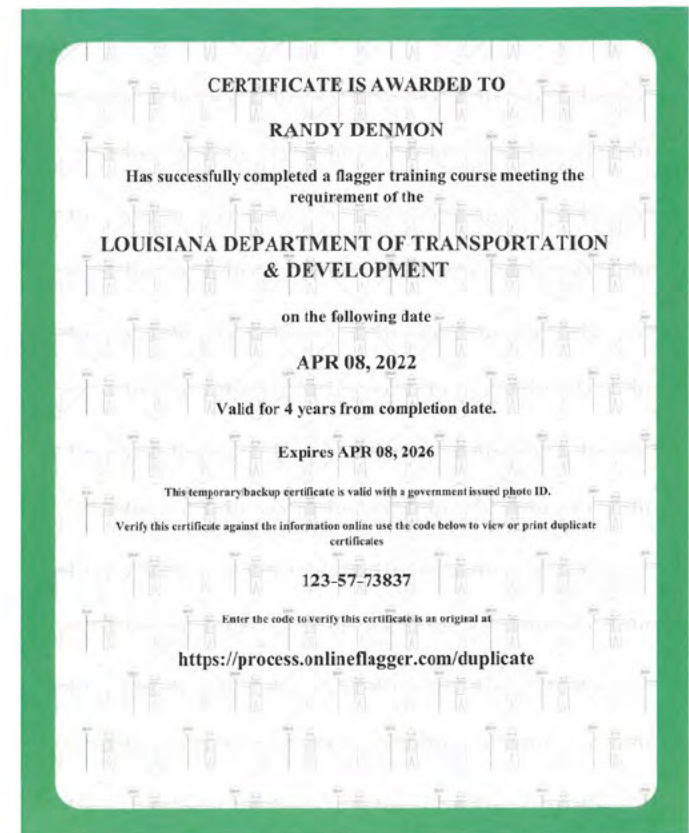 CERTIFICATE IS AWARDED TO
RANDY DENMON
Has successfully completed a flagger training course meeting the
requirement of the
LOUISIANA DEPARTMENT OF TRANSPORTATION
& DEVELOPMENT
on the following date
APR 08, 2022
Valid for 4 years from completion date.
Expires APR 08, 2026
This temporary/backup certificate is valid with a government issued photo ID.
Verify this certificate against the information online use the code below to view or print duplicate
certificates
123-57-73837
Enter the code to verify this certificate is an original at
https://process.onlineflagger.com/duplicate